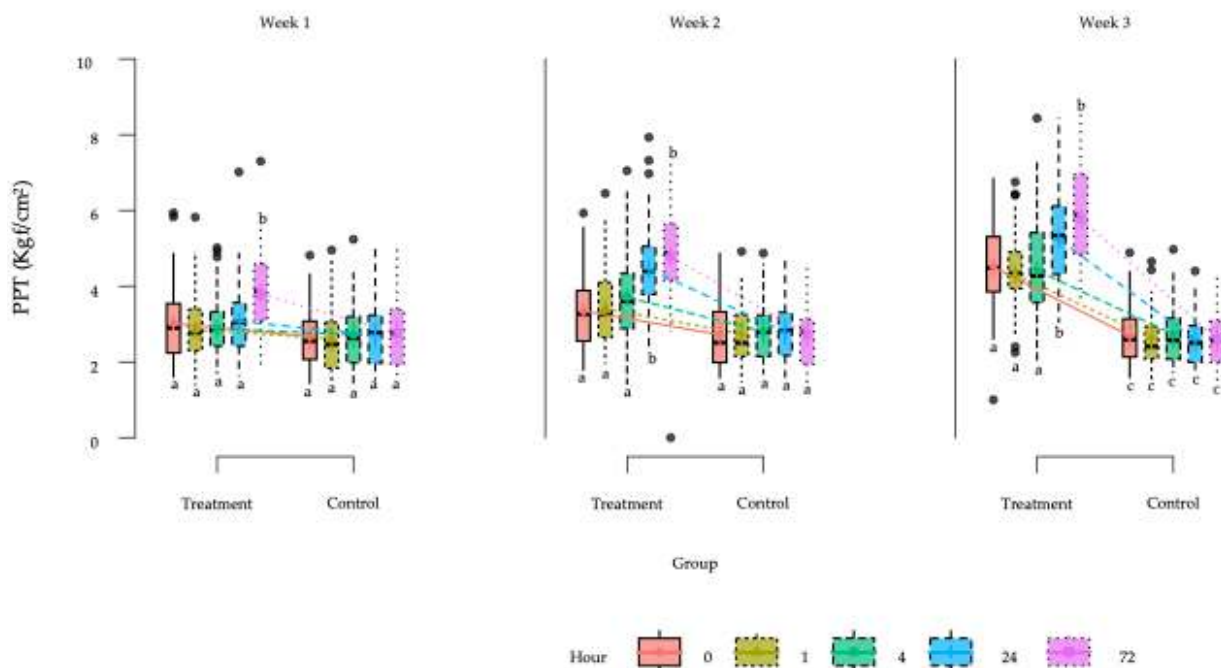 Week 1 Week 2 Week 3
PPT (Kgf/cm²)
10
8
6
4
2
0
b
a a a a a a a a a
b
b
a a a a a a a a
b
b
a a a c c c c c
Treatment Control Treatment Control Treatment Control
Group
Hour 0 1 4 24 72